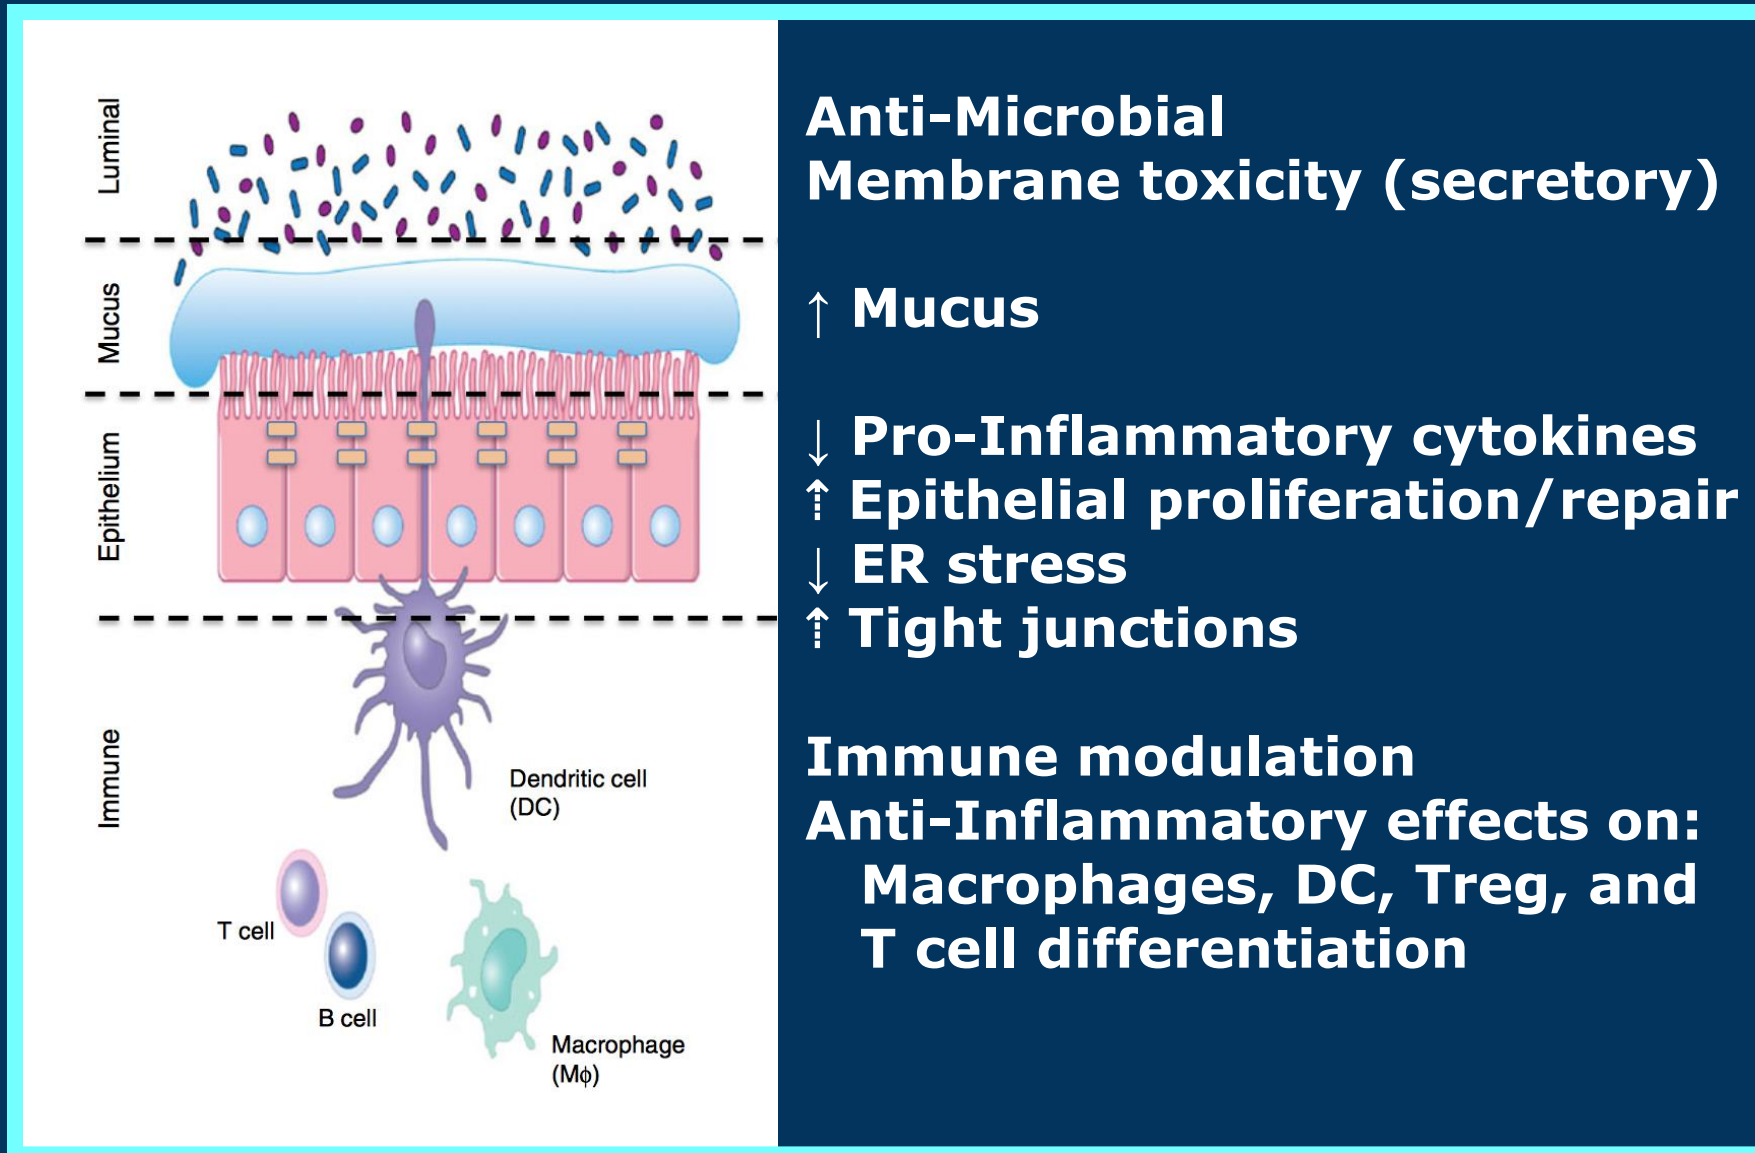 Luminal
Mucus
Epithelium
Immune
Dendritic cell
(DC)
T cell
B cell
Macrophage
(Mϕ)
Anti-Microbial
Membrane toxicity (secretory)
↑ Mucus
↓ Pro-Inflammatory cytokines
⇡ Epithelial proliferation/repair
↓ ER stress
⇡ Tight junctions
Immune modulation
Anti-Inflammatory effects on:
Macrophages, DC, Treg, and
T cell differentiation